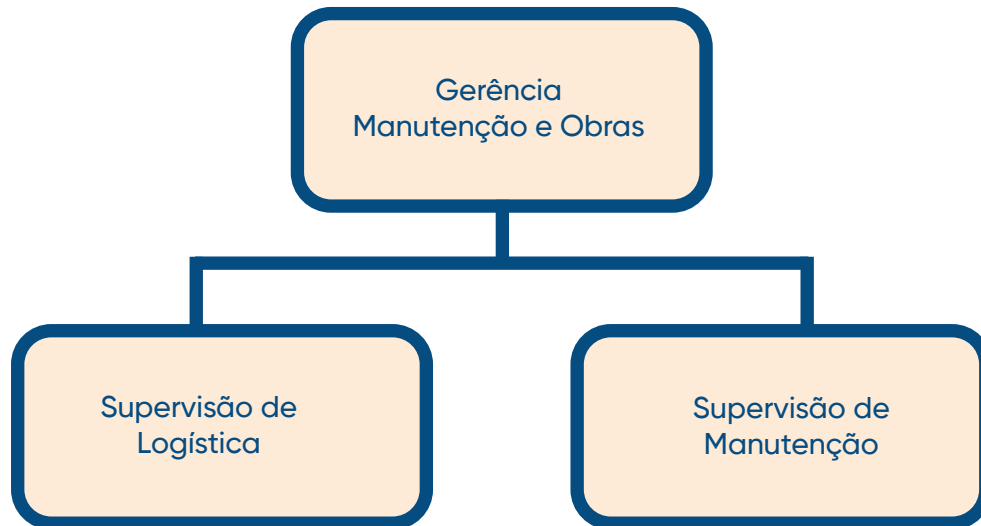 Gerência
Manutenção e Obras
Supervisão de
Logística
Supervisão de
Manutenção